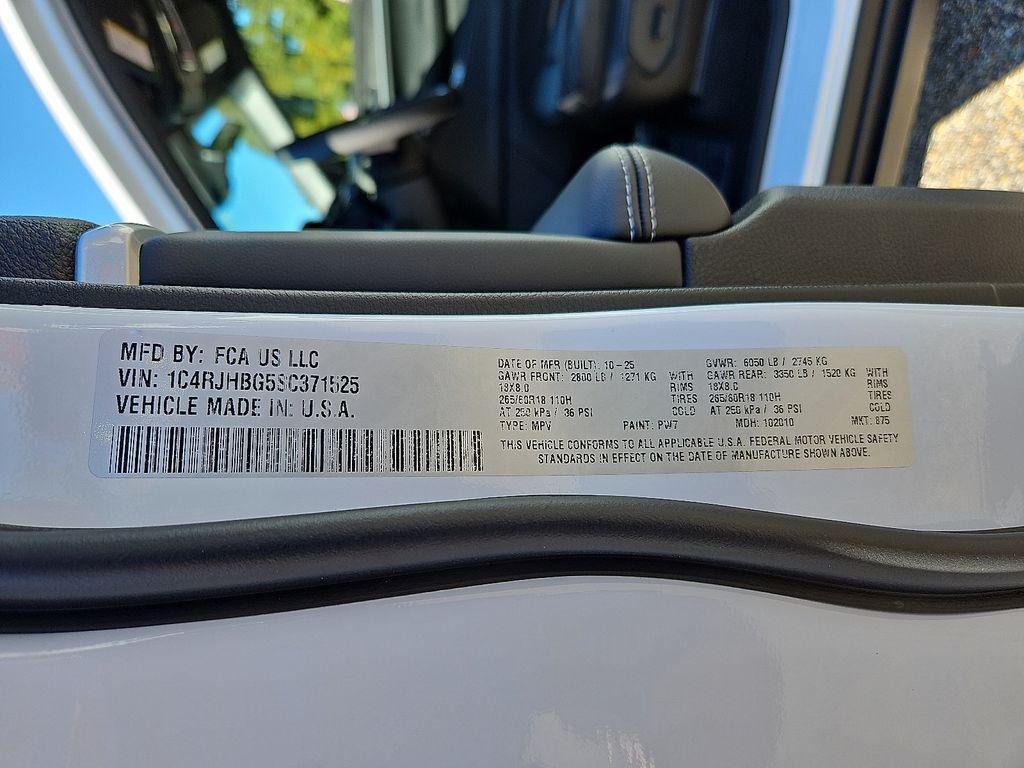 MFD BY: FCA US LLC
VIN: 1C4RJHBG5SC371525
VEHICLE MADE IN: U.S.A.
DATE OF MFR (BUILT): 10-25
GAWR FRONT: 2800 LB / 1271 KG WITH
18X8.0 RIMS
265/60R18 110H TIRES
AT 250 kPa / 36 PSI COLD
TYPE: MPV PAINT: PW7
GVWR: 6050 LB / 2745 KG
GAWR REAR: 3350 LB / 1520 KG WITH
18X8.0 RIMS
265/60R18 110H TIRES
AT 250 kPa / 36 PSI COLD
MDH: 102010 MKT: 875
THIS VEHICLE CONFORMS TO ALL APPLICABLE U.S.A. FEDERAL MOTOR VEHICLE SAFETY
STANDARDS IN EFFECT ON THE DATE OF MANUFACTURE SHOWN ABOVE.